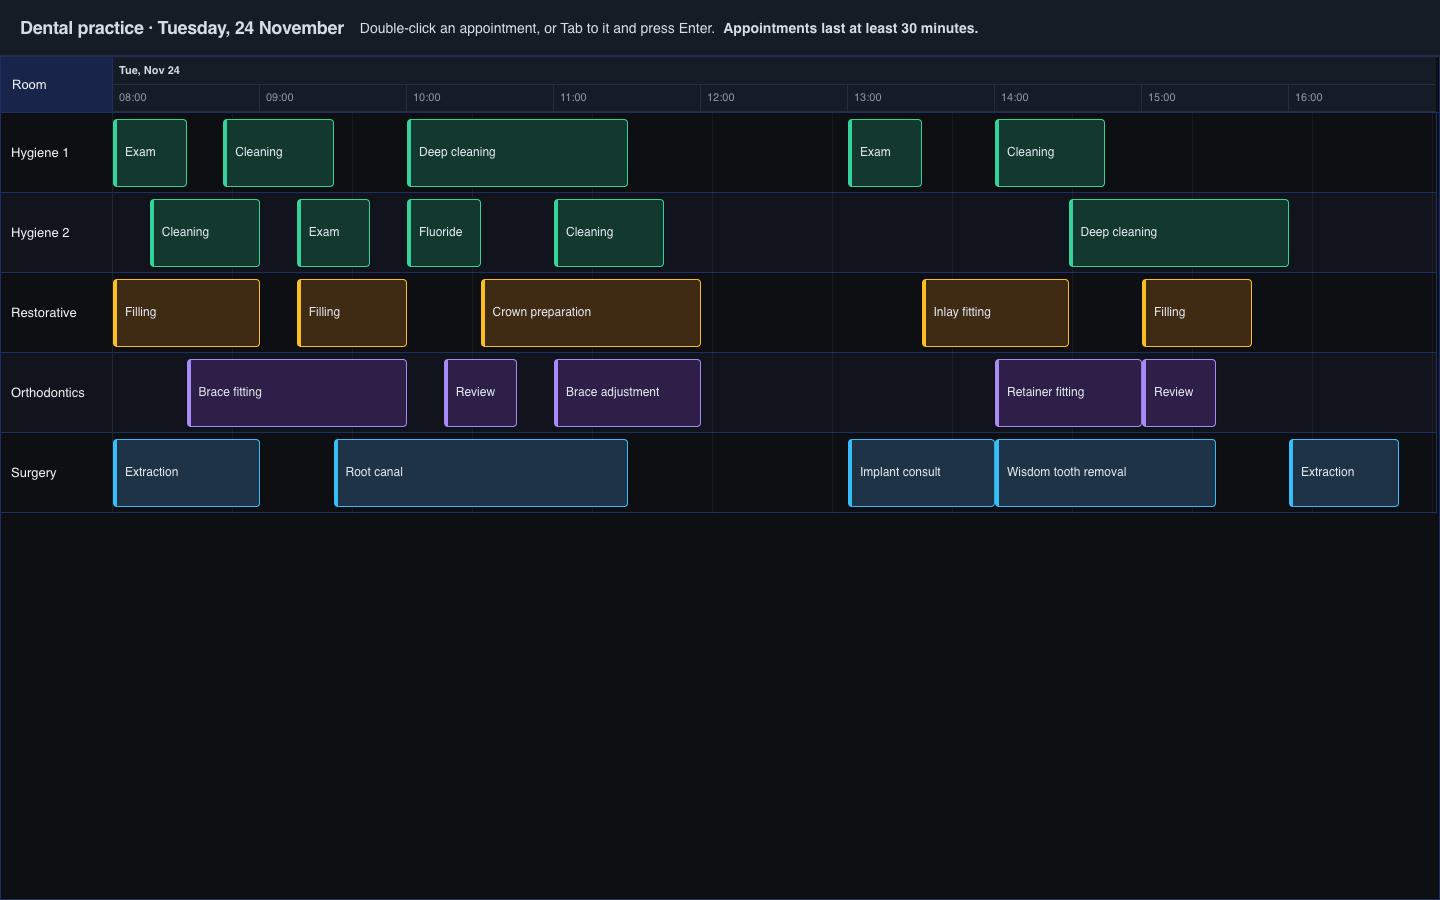 Dental practice · Tuesday, 24 November Double-click an appointment, or Tab to it and press Enter. Appointments last at least 30 minutes.
Room
Tue, Nov 24
08:00 09:00 10:00 11:00 12:00 13:00 14:00 15:00 16:00
Hygiene 1 Exam Cleaning Deep cleaning Exam Cleaning
Hygiene 2 Cleaning Exam Fluoride Cleaning Deep cleaning
Restorative Filling Filling Crown preparation Inlay fitting Filling
Orthodontics Brace fitting Review Brace adjustment Retainer fitting Review
Surgery Extraction Root canal Implant consult Wisdom tooth removal Extraction